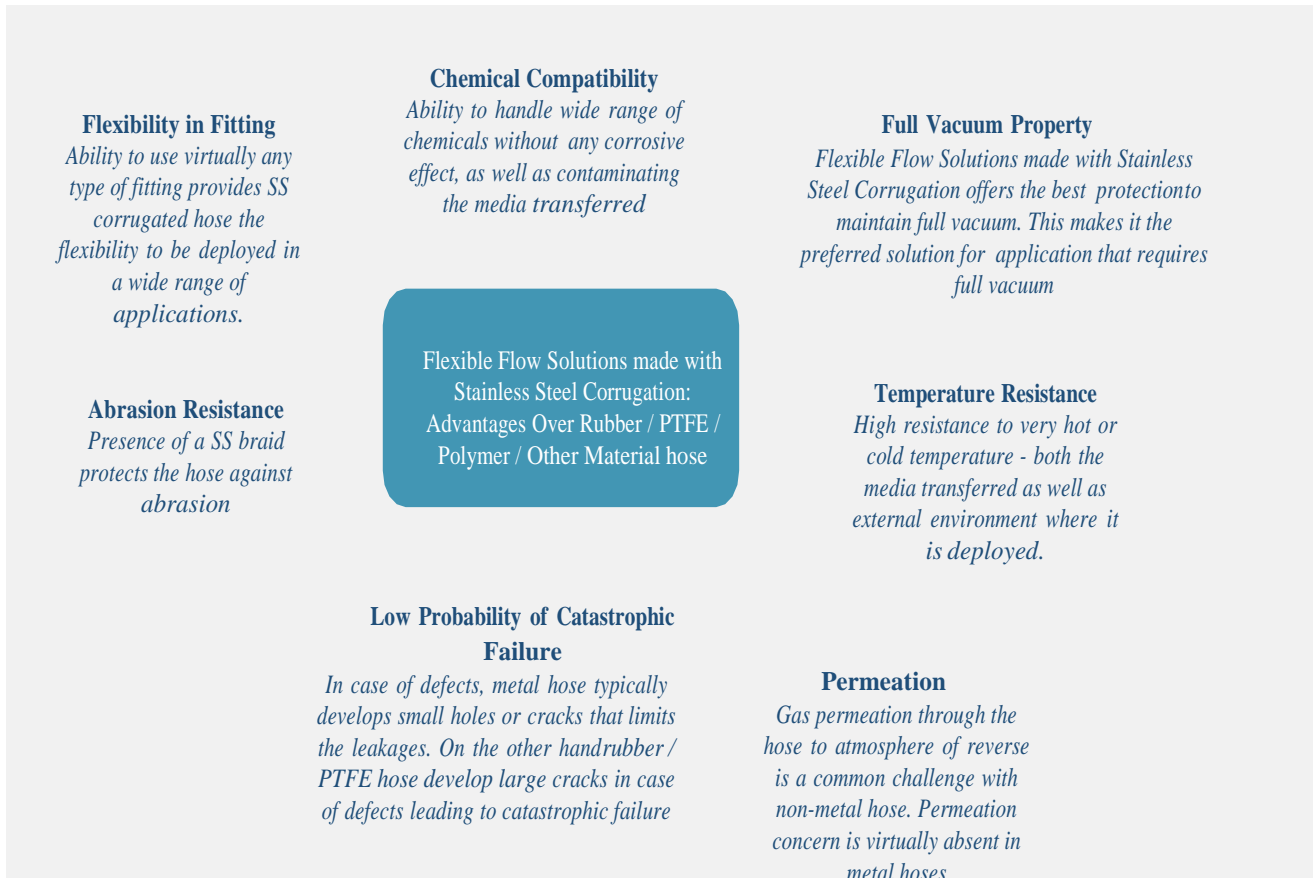 Chemical Compatibility
Ability to handle wide range of
chemicals without any corrosive
effect, as well as contaminating
the media transferred
Flexibility in Fitting
Ability to use virtually any
type of fitting provides SS
corrugated hose the
flexibility to be deployed in
a wide range of
applications.
Full Vacuum Property
Flexible Flow Solutions made with Stainless
Steel Corrugation offers the best protectionto
maintain full vacuum. This makes it the
preferred solution for application that requires
full vacuum
Flexible Flow Solutions made with
Stainless Steel Corrugation:
Advantages Over Rubber / PTFE /
Polymer / Other Material hose
Abrasion Resistance
Presence of a SS braid
protects the hose against
abrasion
Temperature Resistance
High resistance to very hot or
cold temperature - both the
media transferred as well as
external environment where it
is deployed.
Low Probability of Catastrophic
Failure
In case of defects, metal hose typically
develops small holes or cracks that limits
the leakages. On the other handrubber /
PTFE hose develop large cracks in case
of defects leading to catastrophic failure
Permeation
Gas permeation through the
hose to atmosphere of reverse
is a common challenge with
non-metal hose. Permeation
concern is virtually absent in
metal hoses